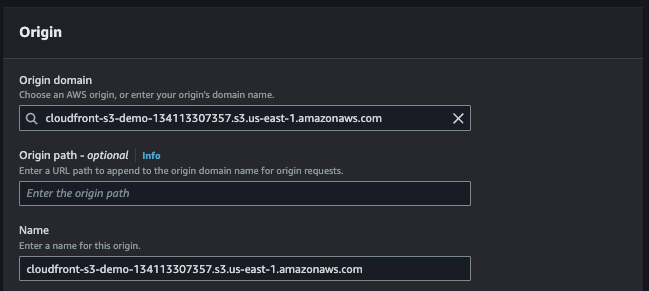 Origin
Origin domain
Choose an AWS origin, or enter your origin's domain name.
cloudfront-s3-demo-134113307357.s3.us-east-1.amazonaws.com
Origin path - optional Info
Enter a URL path to append to the origin domain name for origin requests.
Enter the origin path
Name
Enter a name for this origin.
cloudfront-s3-demo-134113307357.s3.us-east-1.amazonaws.com